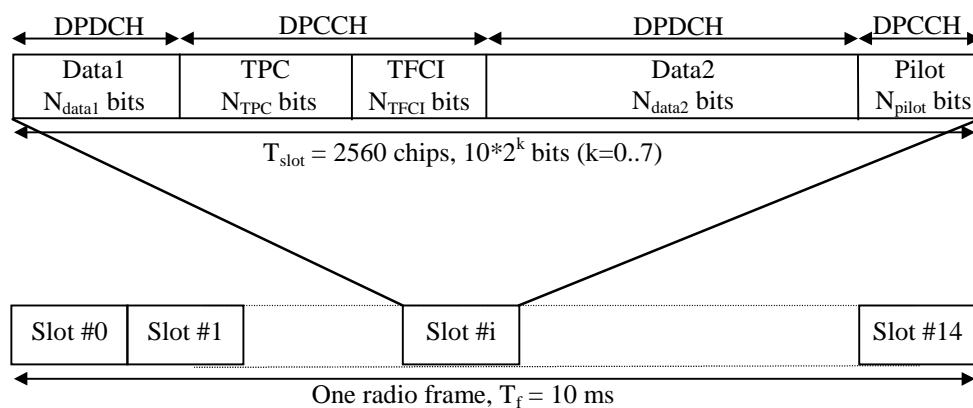 DPDCH DPCCH DPDCH DPCCH
Data1 TPC TFCI Data2 Pilot
N_data1 bits N_TPC bits N_TFCI bits N_data2 bits N_pilot bits
T_slot = 2560 chips, 10*2^k bits (k=0..7)
Slot #0 Slot #1 Slot #i Slot #14
One radio frame, T_f = 10 ms